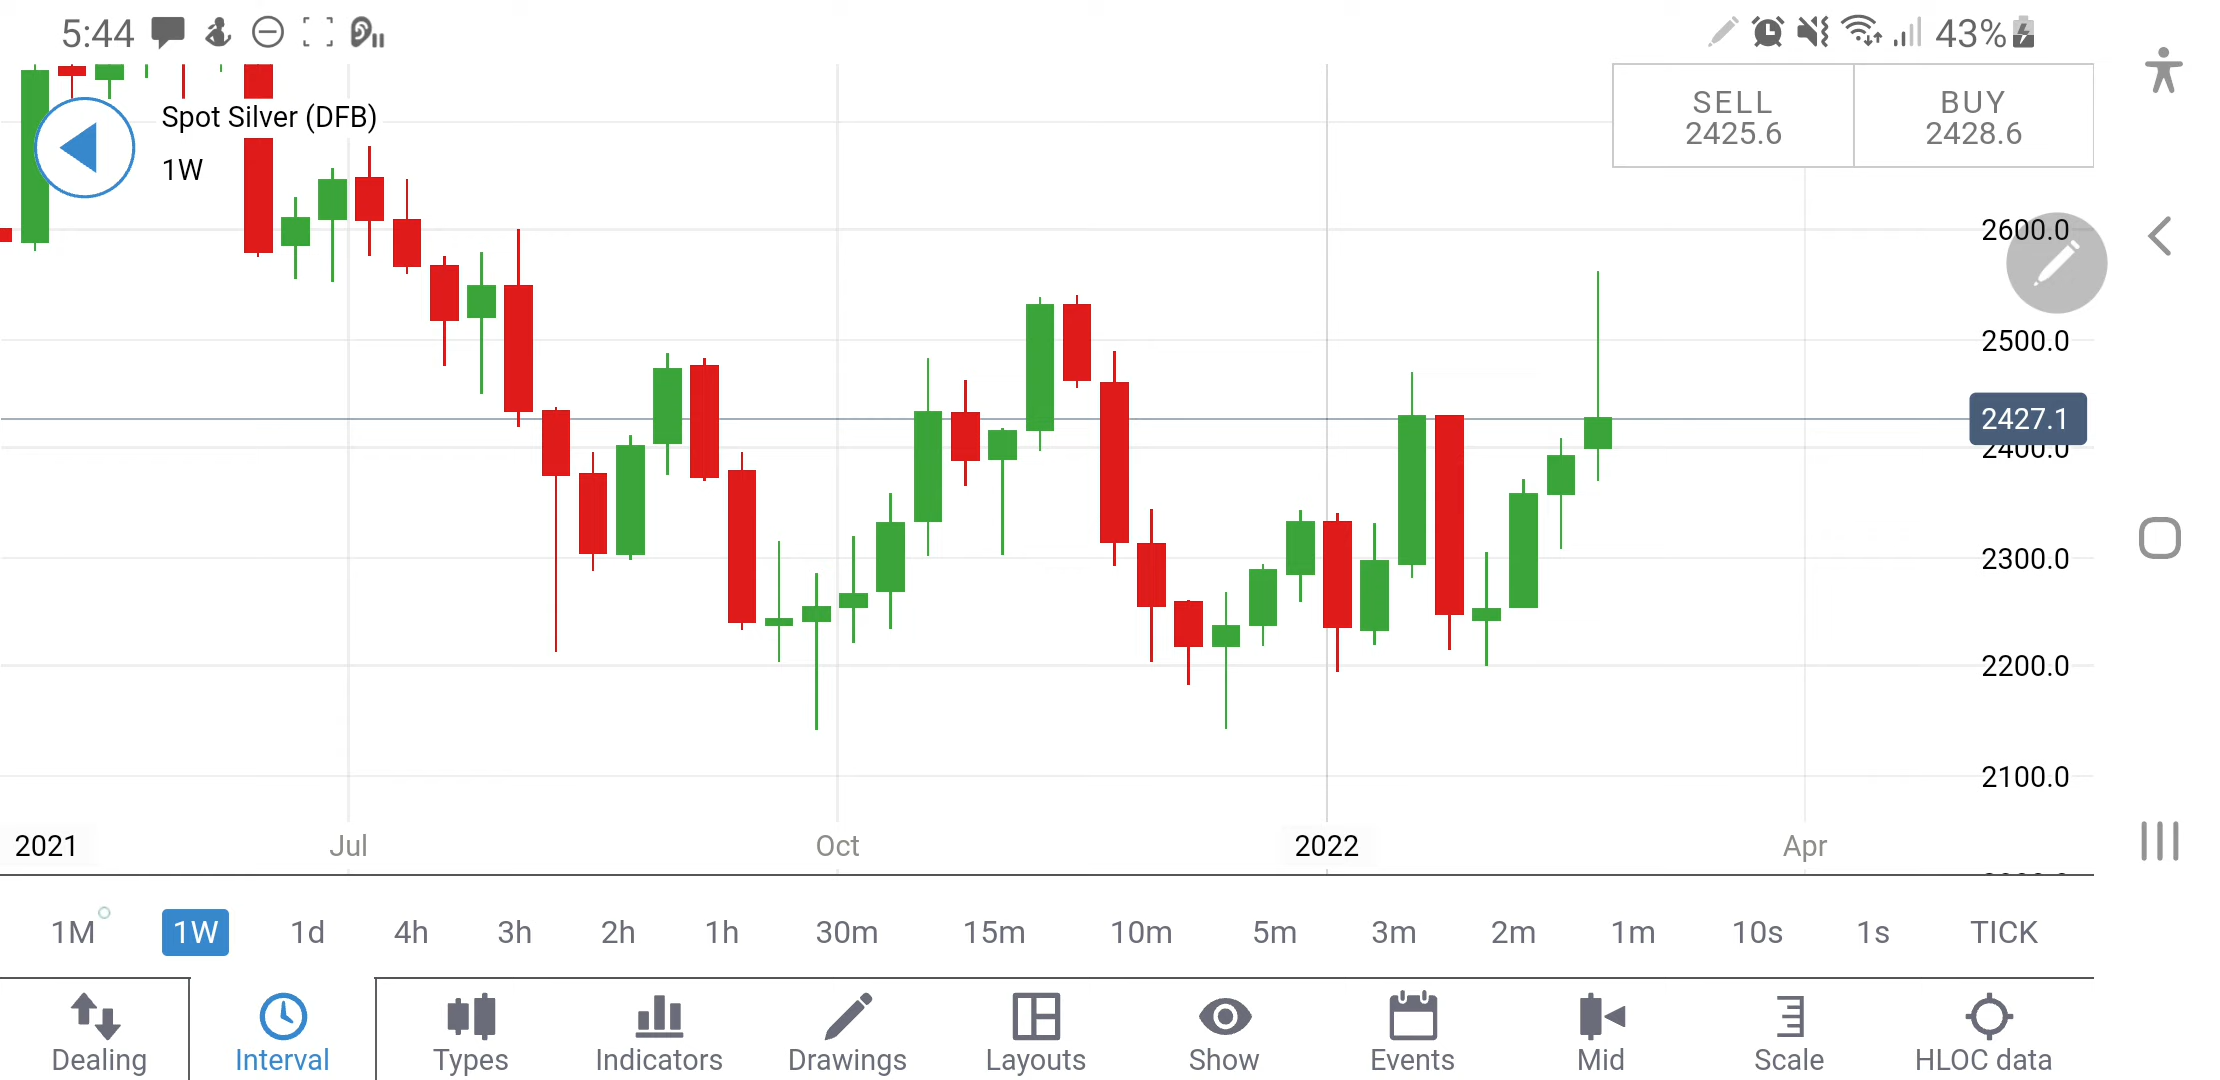 5:44
43%
Spot Silver (DFB)
1W
SELL
2425.6
BUY
2428.6
2600.0
2500.0
2427.1
2400.0
2300.0
2200.0
2100.0
2021 Jul Oct 2022 Apr
1M 1W 1d 4h 3h 2h 1h 30m 15m 10m 5m 3m 2m 1m 10s 1s TICK
Dealing Interval Types Indicators Drawings Layouts Show Events Mid Scale HLOC data